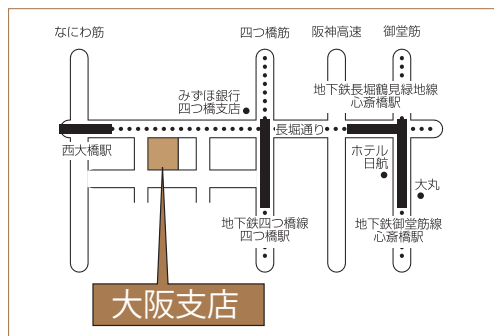 なにわ筋
四つ橋筋
阪神高速
御堂筋
みずほ銀行
四つ橋支店
地下鉄長堀鶴見緑地線
心斎橋駅
長堀通り
西大橋駅
ホテル
日航
大丸
地下鉄四つ橋線
四つ橋駅
地下鉄御堂筋線
心斎橋駅
大阪支店